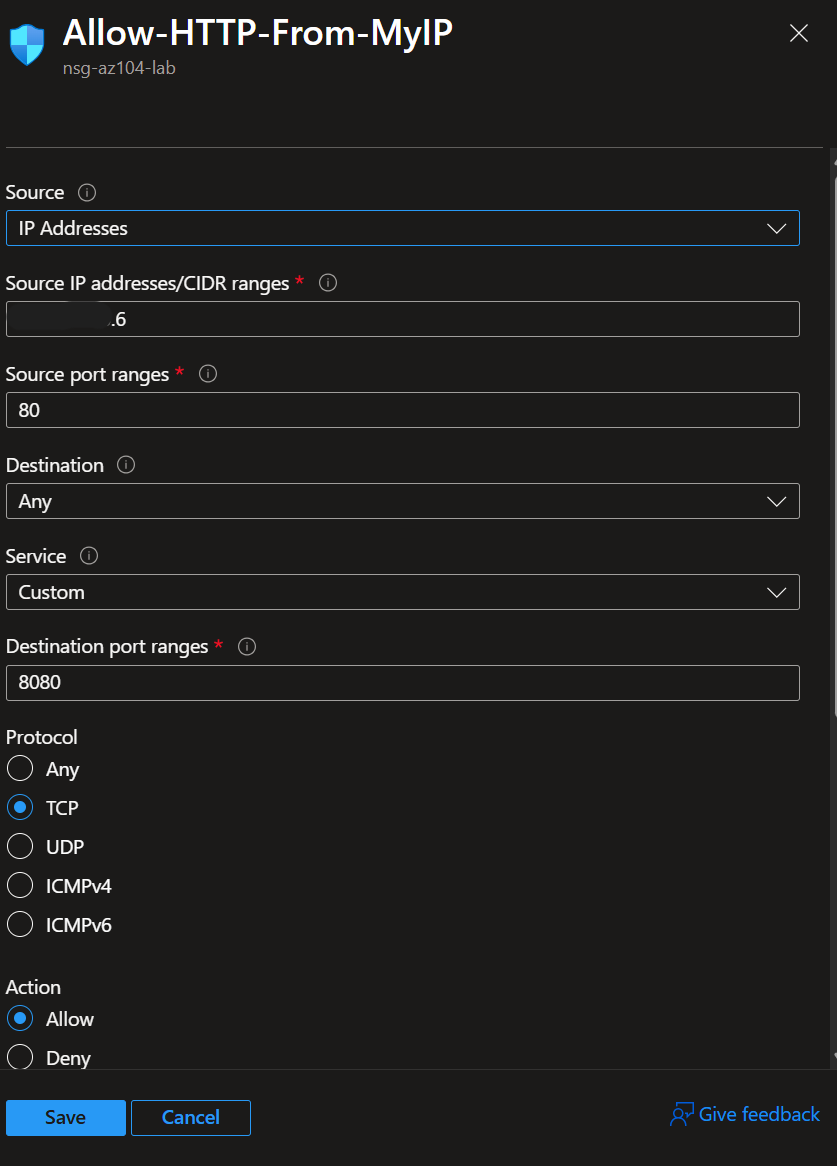 Allow-HTTP-From-MyIP
nsg-az104-lab
Source
IP Addresses
Source IP addresses/CIDR ranges *
.6
Source port ranges *
80
Destination
Any
Service
Custom
Destination port ranges *
8080
Protocol
Any
TCP
UDP
ICMPv4
ICMPv6
Action
Allow
Deny
Save Cancel Give feedback